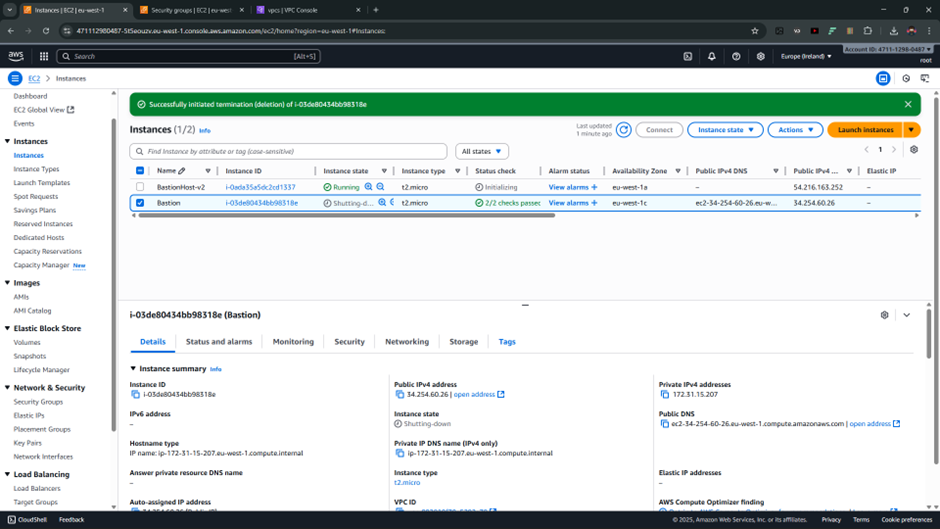 Instances | EC2 | eu-west-1
Security groups | EC2 | eu-west
vpcs | VPC Console
471112980487-5t5eouzv.eu-west-1.console.aws.amazon.com/ec2/home?region=eu-west-1#Instances:
aws
Search
[Alt+S]
Europe (Ireland)
Account ID: 4711-1298-0487
root
EC2 > Instances
Dashboard
EC2 Global View
Events
Instances
Instances
Instance Types
Launch Templates
Spot Requests
Savings Plans
Reserved Instances
Dedicated Hosts
Capacity Reservations
Capacity Manager New
Images
AMIs
AMI Catalog
Elastic Block Store
Volumes
Snapshots
Lifecycle Manager
Network & Security
Security Groups
Elastic IPs
Placement Groups
Key Pairs
Network Interfaces
Load Balancing
Load Balancers
Target Groups
Successfully initiated termination (deletion) of i-03de80434bb98318e
Instances (1/2) Info
Last updated
1 minute ago
Connect
Instance state
Actions
Launch instances
Find Instance by attribute or tag (case-sensitive)
All states
1
Name Instance ID Instance state Instance type Status check Alarm status Availability Zone Public IPv4 DNS Public IPv4 ... Elastic IP
BastionHost-v2 i-0ada35a5dc2cd1337 Running t2.micro Initializing View alarms + eu-west-1a – 54.216.163.252 –
Bastion i-03de80434bb98318e Shutting-d... t2.micro 2/2 checks passec View alarms + eu-west-1c ec2-34-254-60-26.eu-w... 34.254.60.26 –
i-03de80434bb98318e (Bastion)
Details Status and alarms Monitoring Security Networking Storage Tags
Instance summary Info
Instance ID
i-03de80434bb98318e
IPv6 address
–
Hostname type
IP name: ip-172-31-15-207.eu-west-1.compute.internal
Answer private resource DNS name
–
Auto-assigned IP address
Public IPv4 address
34.254.60.26 | open address
Instance state
Shutting-down
Private IP DNS name (IPv4 only)
ip-172-31-15-207.eu-west-1.compute.internal
Instance type
t2.micro
VPC ID
Private IPv4 addresses
172.31.15.207
Public DNS
ec2-34-254-60-26.eu-west-1.compute.amazonaws.com | open address
Elastic IP addresses
–
AWS Compute Optimizer finding
CloudShell
Feedback
© 2025, Amazon Web Services, Inc. or its affiliates.
Privacy
Terms
Cookie preferences